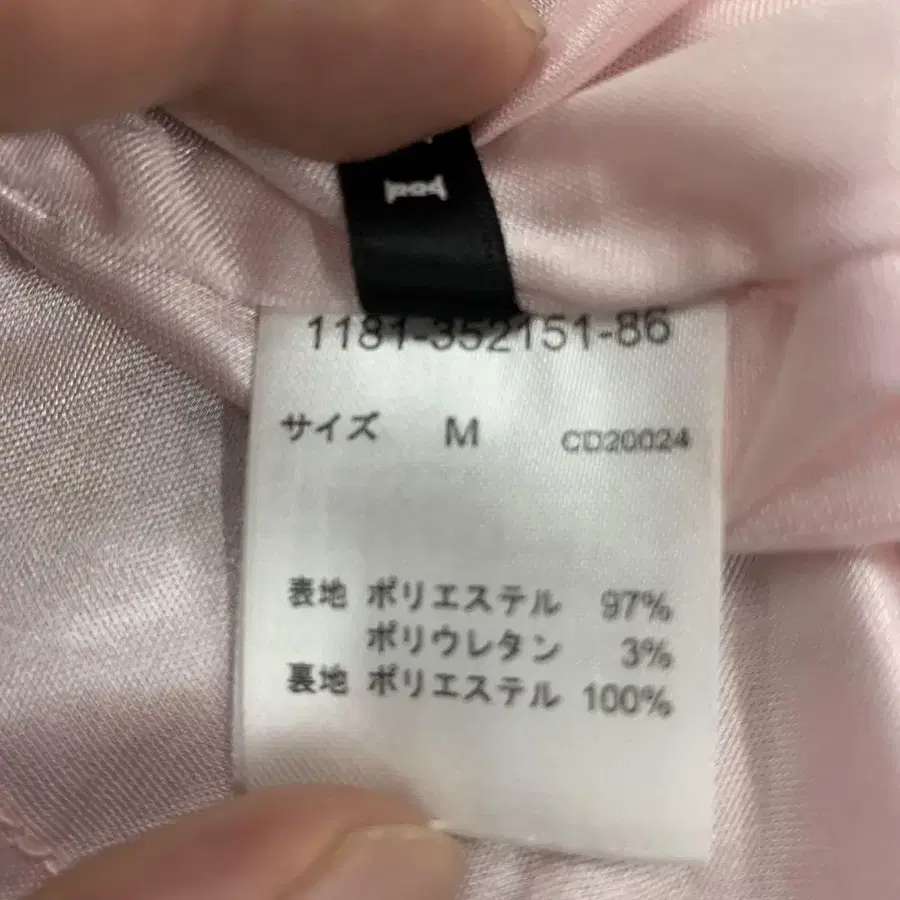 1181-352151-86
サイズ M CD20024
表地 ポリエステル 97%
ポリウレタン 3%
裏地 ポリエステル 100%